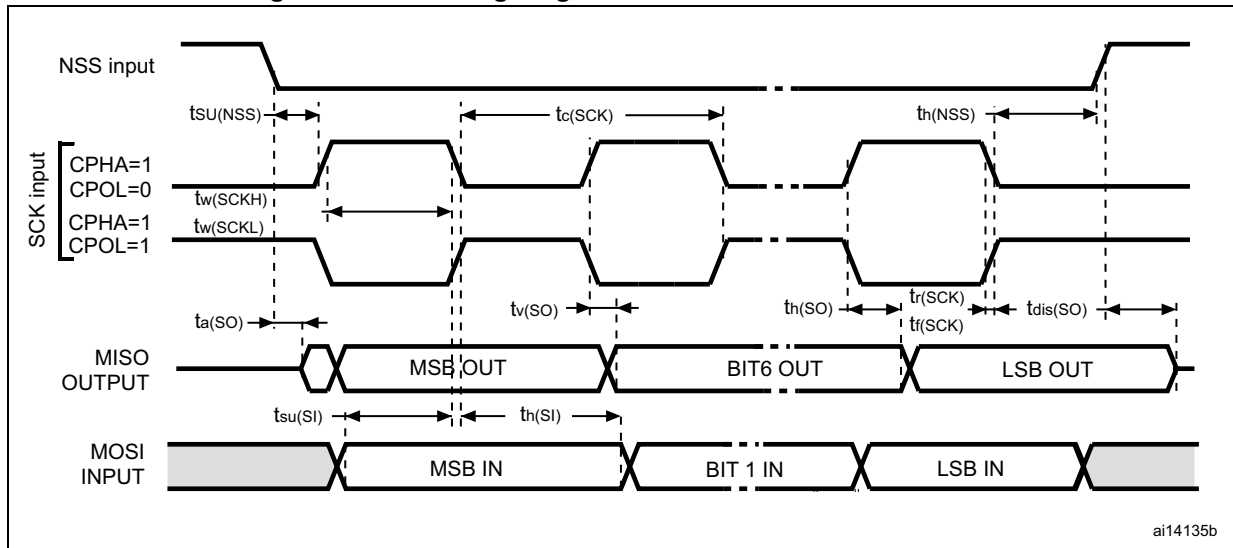 NSS input
tSU(NSS)
tc(SCK)
th(NSS)
SCK input
CPHA=1
CPOL=0
tw(SCKH)
CPHA=1
tw(SCKL)
CPOL=1
ta(SO)
tv(SO)
th(SO)
tr(SCK)
tf(SCK)
tdis(SO)
MISO
OUTPUT
MSB OUT
BIT6 OUT
LSB OUT
tsu(SI)
th(SI)
MOSI
INPUT
MSB IN
BIT 1 IN
LSB IN
ai14135b